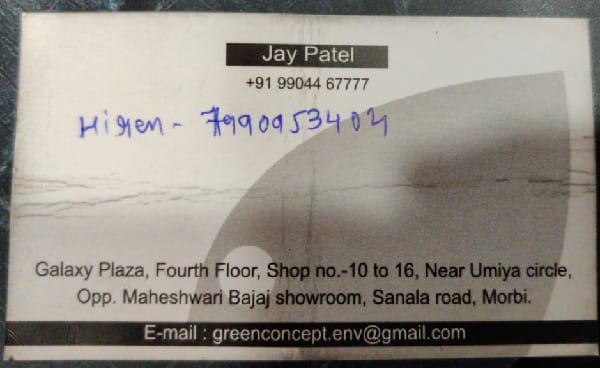 Jay Patel
+91 99044 67777
Hiren - 7990953404
Galaxy Plaza, Fourth Floor, Shop no.-10 to 16, Near Umiya circle,
Opp. Maheshwari Bajaj showroom, Sanala road, Morbi.
E-mail : greenconcept.env@gmail.com